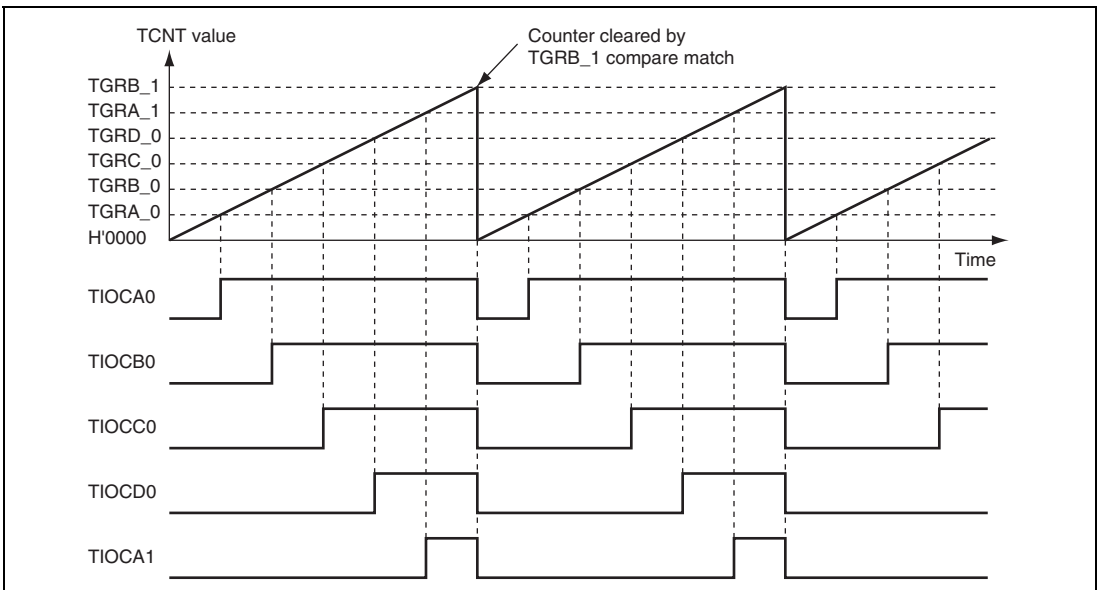 TCNT value
Counter cleared by
TGRB_1 compare match
TGRB_1
TGRA_1
TGRD_0
TGRC_0
TGRB_0
TGRA_0
H'0000
Time
TIOCA0
TIOCB0
TIOCC0
TIOCD0
TIOCA1